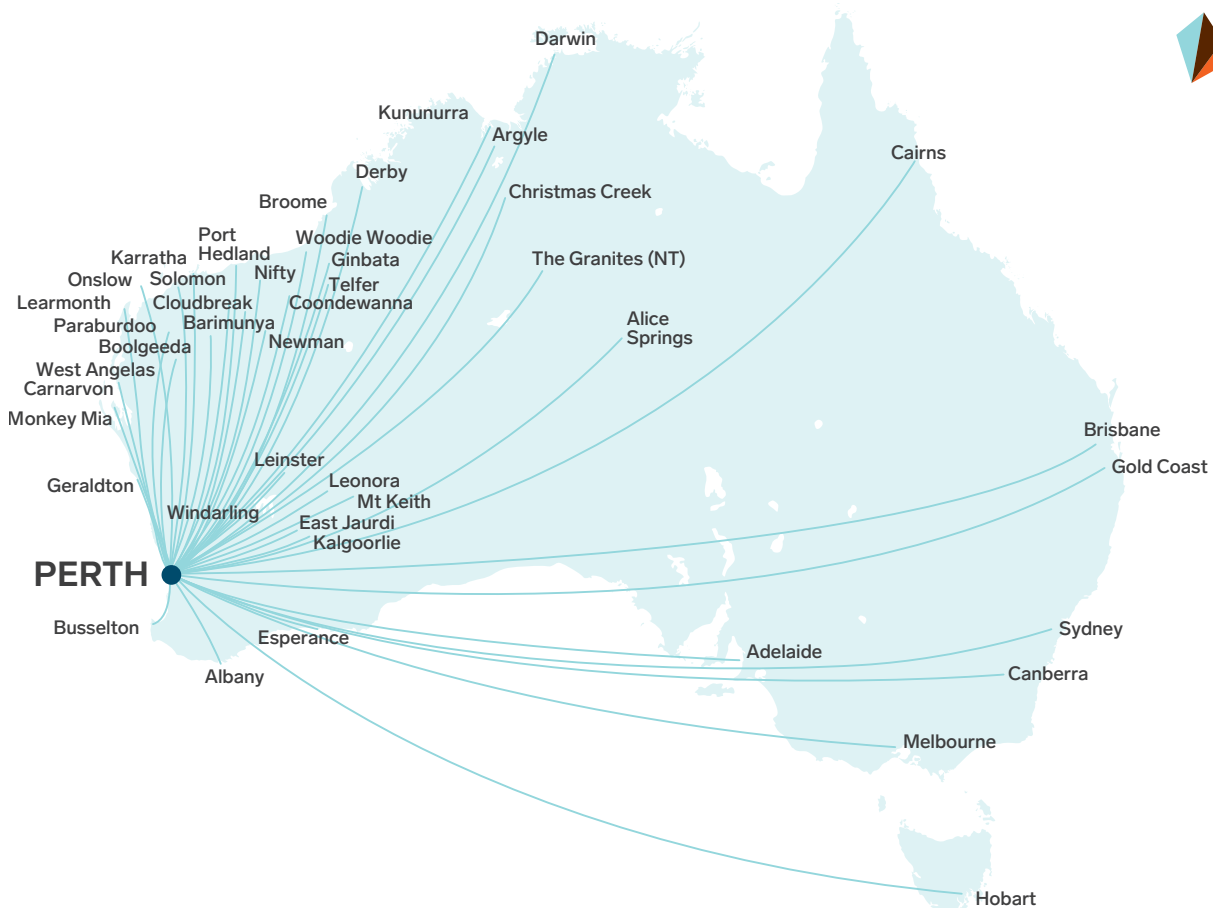 Darwin
Kununurra
Argyle
Cairns
Derby
Christmas Creek
Broome
Port
Hedland
Woodie Woodie
Karratha
Ginbata
The Granites (NT)
Onslow
Solomon
Nifty
Telfer
Learmonth
Cloudbreak
Coondewanna
Paraburdoo
Barimunya
Alice
Springs
Boolgeeda
Newman
West Angelas
Carnarvon
Monkey Mia
Brisbane
Leinster
Gold Coast
Geraldton
Leonora
Mt Keith
Windarling
East Jaurdi
Kalgoorlie
PERTH
Busselton
Esperance
Sydney
Adelaide
Albany
Canberra
Melbourne
Hobart